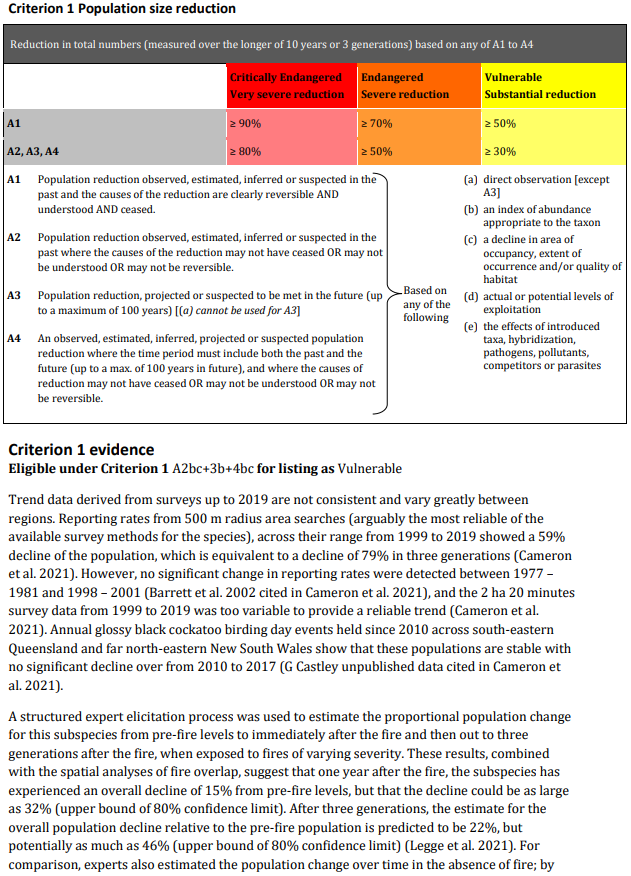 Criterion 1 Population size reduction
Reduction in total numbers (measured over the longer of 10 years or 3 generations) based on any of A1 to A4
Critically Endangered
Very severe reduction
Endangered
Severe reduction
Vulnerable
Substantial reduction
A1 ≥ 90% ≥ 70% ≥ 50%
A2, A3, A4 ≥ 80% ≥ 50% ≥ 30%
A1 Population reduction observed, estimated, inferred or suspected in the
past and the causes of the reduction are clearly reversible AND
understood AND ceased.
A2 Population reduction observed, estimated, inferred or suspected in the
past where the causes of the reduction may not have ceased OR may not
be understood OR may not be reversible.
A3 Population reduction, projected or suspected to be met in the future (up
to a maximum of 100 years) [(a) cannot be used for A3]
A4 An observed, estimated, inferred, projected or suspected population
reduction where the time period must include both the past and the
future (up to a max. of 100 years in future), and where the causes of
reduction may not have ceased OR may not be understood OR may not
be reversible.
Based on
any of the
following
(a) direct observation [except
A3]
(b) an index of abundance
appropriate to the taxon
(c) a decline in area of
occupancy, extent of
occurrence and/or quality of
habitat
(d) actual or potential levels of
exploitation
(e) the effects of introduced
taxa, hybridization,
pathogens, pollutants,
competitors or parasites
Criterion 1 evidence
Eligible under Criterion 1 A2bc+3b+4bc for listing as Vulnerable
Trend data derived from surveys up to 2019 are not consistent and vary greatly between
regions. Reporting rates from 500 m radius area searches (arguably the most reliable of the
available survey methods for the species), across their range from 1999 to 2019 showed a 59%
decline of the population, which is equivalent to a decline of 79% in three generations (Cameron
et al. 2021). However, no significant change in reporting rates were detected between 1977 –
1981 and 1998 – 2001 (Barrett et al. 2002 cited in Cameron et al. 2021), and the 2 ha 20 minutes
survey data from 1999 to 2019 was too variable to provide a reliable trend (Cameron et al.
2021). Annual glossy black cockatoo birding day events held since 2010 across south-eastern
Queensland and far north-eastern New South Wales show that these populations are stable with
no significant decline over from 2010 to 2017 (G Castley unpublished data cited in Cameron et
al. 2021).
A structured expert elicitation process was used to estimate the proportional population change
for this subspecies from pre-fire levels to immediately after the fire and then out to three
generations after the fire, when exposed to fires of varying severity. These results, combined
with the spatial analyses of fire overlap, suggest that one year after the fire, the subspecies has
experienced an overall decline of 15% from pre-fire levels, but that the decline could be as large
as 32% (upper bound of 80% confidence limit). After three generations, the estimate for the
overall population decline relative to the pre-fire population is predicted to be 22%, but
potentially as much as 46% (upper bound of 80% confidence limit) (Legge et al. 2021). For
comparison, experts also estimated the population change over time in the absence of fire; by